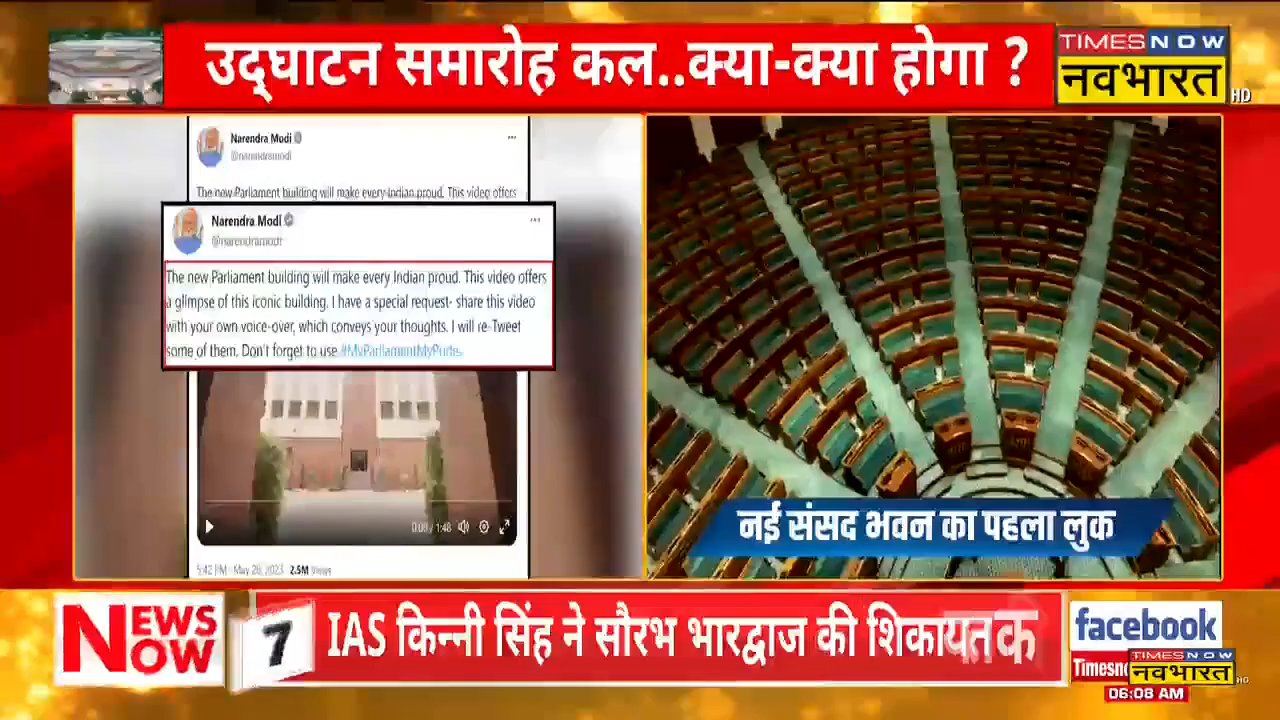 उद्घाटन समारोह कल..क्या-क्या होगा ?
TIMES NOW
नवभारत
HD
Narendra Modi
@narendramodi
The new Parliament building will make every Indian proud. This video offers
Narendra Modi
@narendramodi
The new Parliament building will make every Indian proud. This video offers
a glimpse of this iconic building. I have a special request- share this video
with your own voice-over, which conveys your thoughts. I will re-Tweet
some of them. Don't forget to use #MyParliamentMyPride.
0:00 / 1:48
5:42 PM · May 26, 2023 2.5M Views
नई संसद भवन का पहला लुक
NEWS
NOW
7
IAS किन्नी सिंह ने सौरभ भारद्वाज की शिकायत
facebook
Timesn
TIMES NOW
नवभारत
HD
06:08 AM